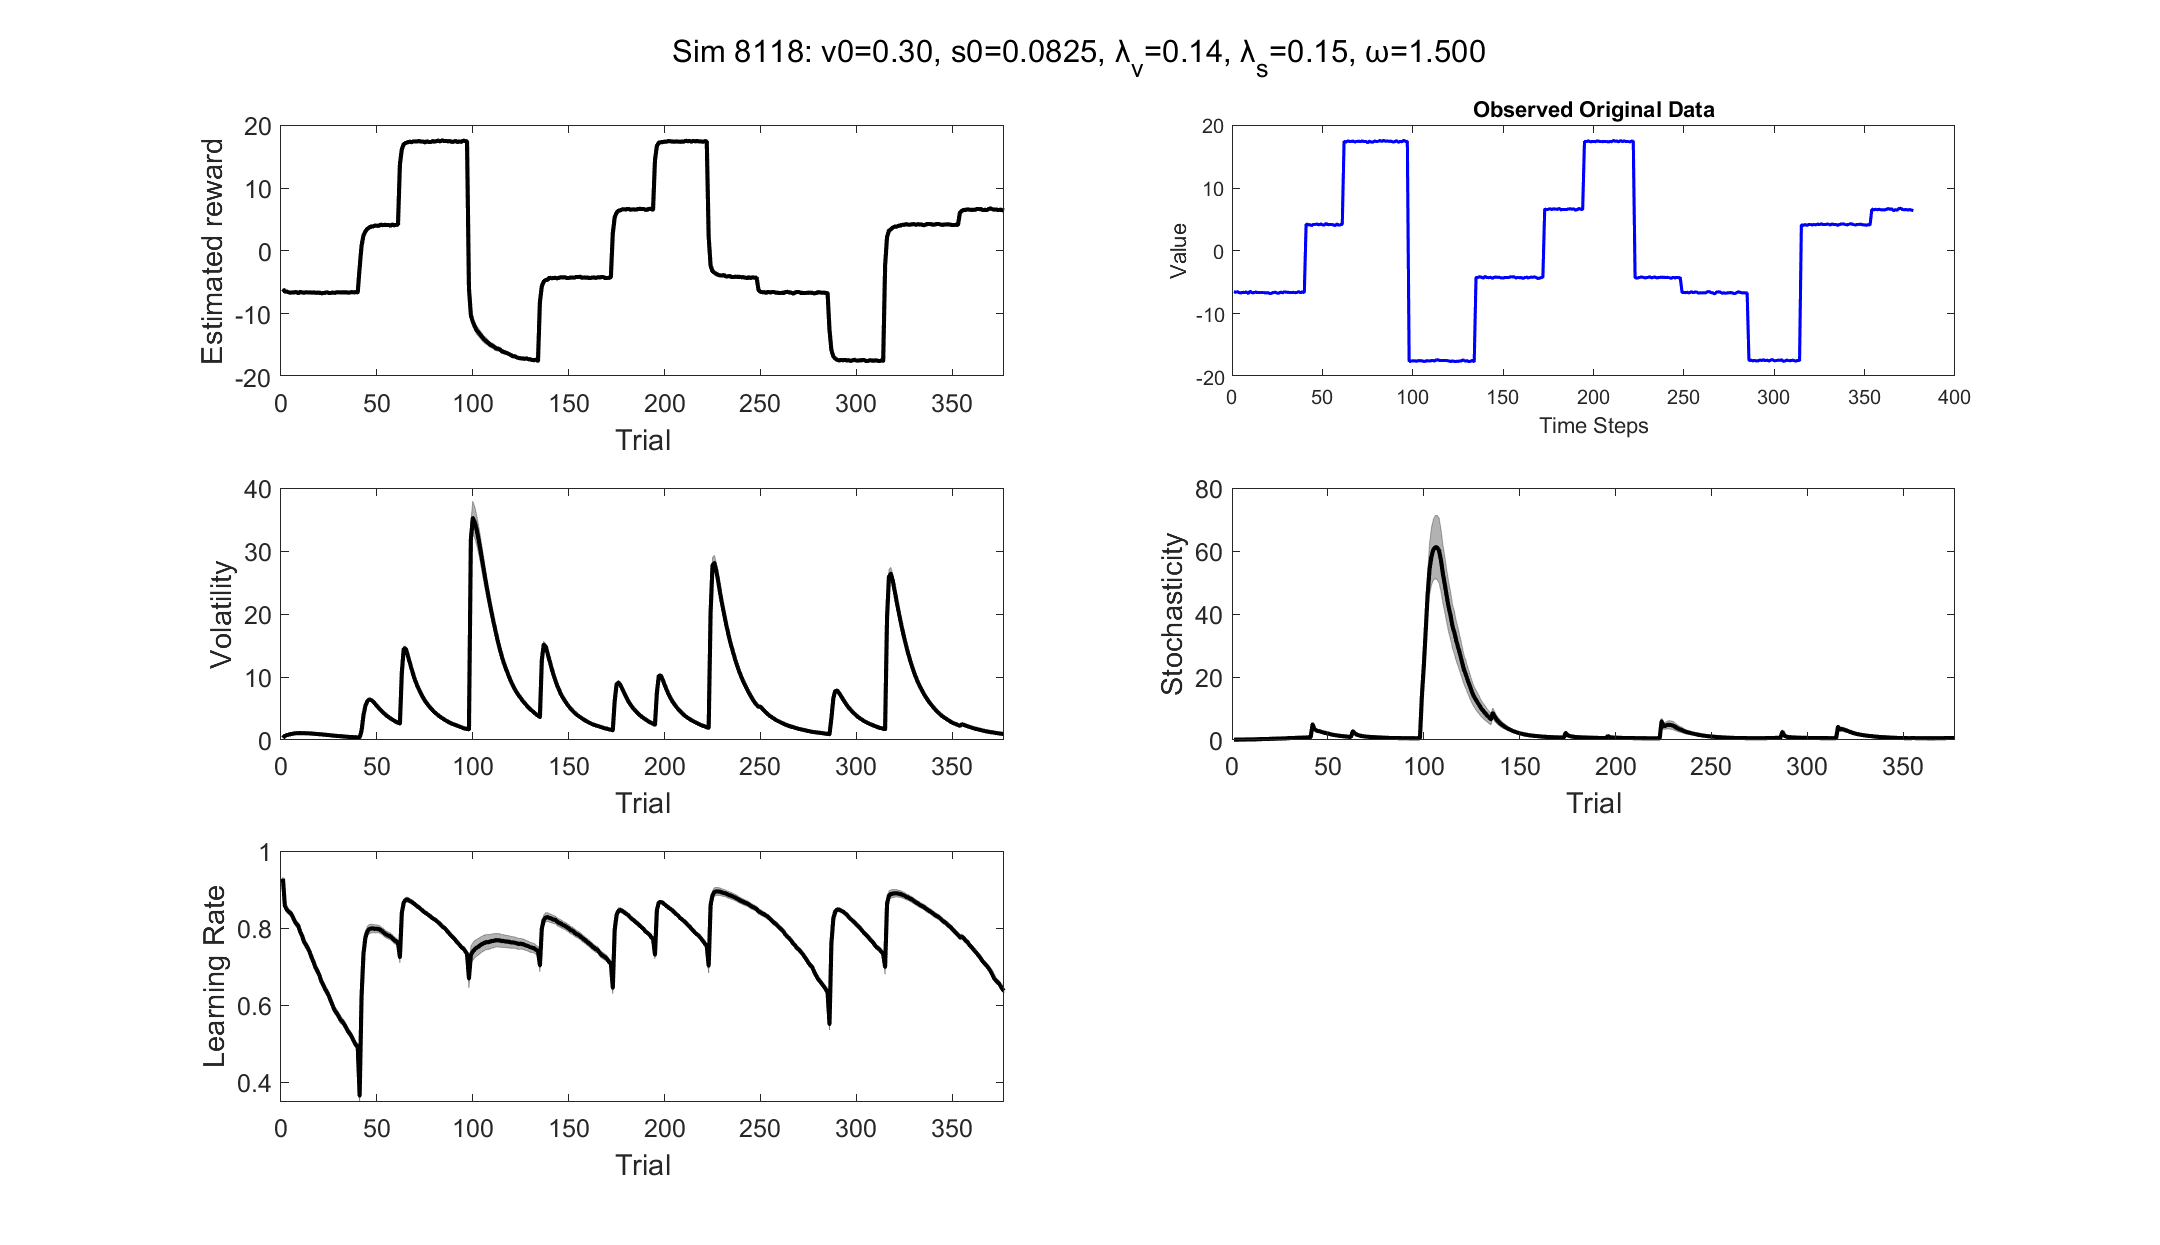 Sim 8118: v0=0.30, s0=0.0825, λ_v=0.14, λ_s=0.15, ω=1.500
Estimated reward
20
10
0
-10
-20
0 50 100 150 200 250 300 350
Trial
Observed Original Data
Value
20
10
0
-10
-20
0 50 100 150 200 250 300 350 400
Time Steps
Volatility
40
30
20
10
0
0 50 100 150 200 250 300 350
Trial
Stochasticity
80
60
40
20
0
0 50 100 150 200 250 300 350
Trial
Learning Rate
1
0.8
0.6
0.4
0 50 100 150 200 250 300 350
Trial